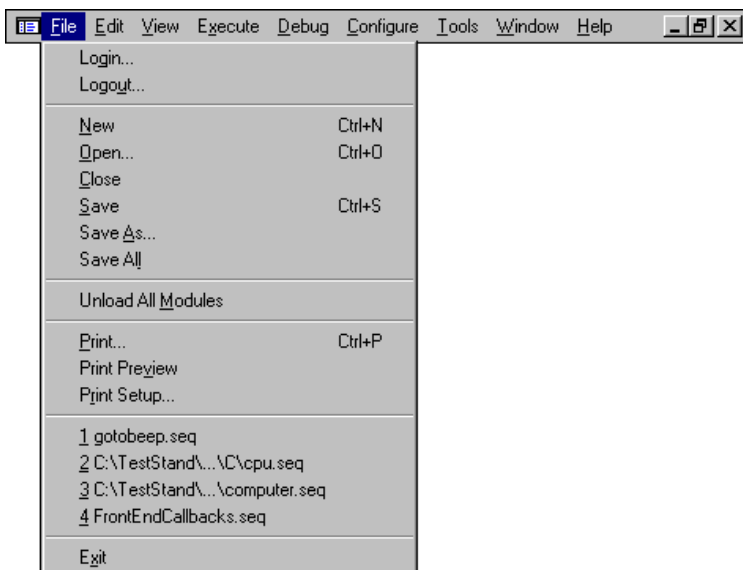 File Edit View Execute Debug Configure Tools Window Help
Login...
Logout...
New Ctrl+N
Open... Ctrl+O
Close
Save Ctrl+S
Save As...
Save All
Unload All Modules
Print... Ctrl+P
Print Preview
Print Setup...
1 gotobeep.seq
2 C:\TestStand\...\C\cpu.seq
3 C:\TestStand\...\computer.seq
4 FrontEndCallbacks.seq
Exit